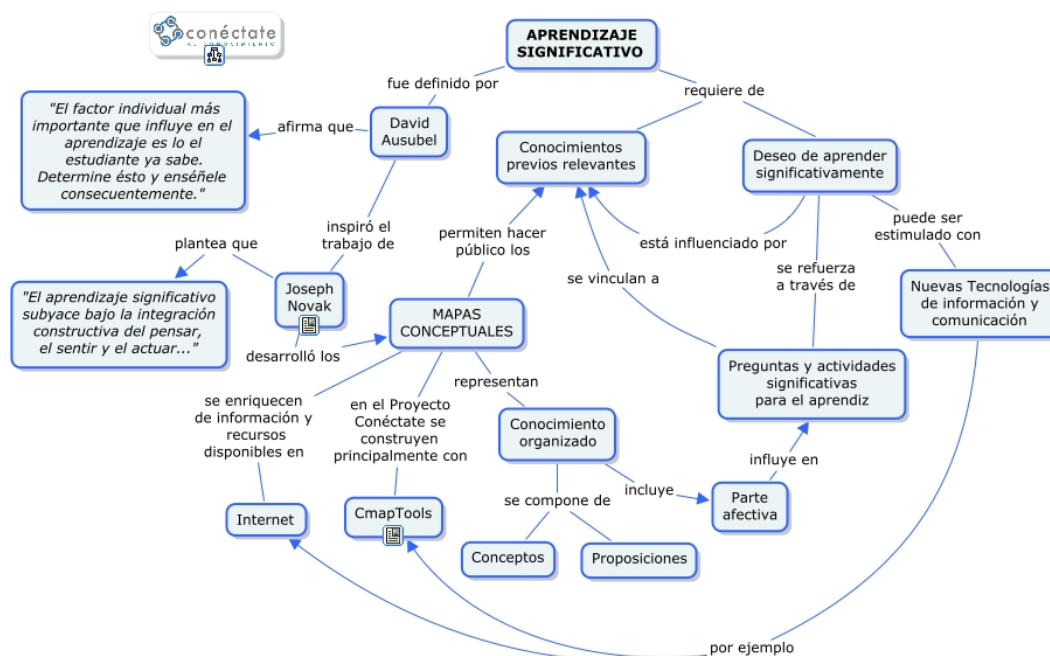 conéctate
AL CONOCIMIENTO
APRENDIZAJE
SIGNIFICATIVO
fue definido por
requiere de
"El factor individual más
importante que influye en el
aprendizaje es lo el
estudiante ya sabe.
Determine ésto y enséñele
consecuentemente."
afirma que
David
Ausubel
Conocimientos
previos relevantes
Deseo de aprender
significativamente
inspiró el
trabajo de
permiten hacer
público los
está influenciado por
puede ser
estimulado con
plantea que
se vinculan a
se refuerza
a través de
"El aprendizaje significativo
subyace bajo la integración
constructiva del pensar,
el sentir y el actuar..."
Joseph
Novak
MAPAS
CONCEPTUALES
Nuevas Tecnologías
de información y
comunicación
desarrolló los
representan
Preguntas y actividades
significativas
para el aprendiz
se enriquecen
de información y
recursos
disponibles en
en el Proyecto
Conéctate se
construyen
principalmente con
Conocimiento
organizado
influye en
incluye
Parte
afectiva
Internet
CmapTools
se compone de
Conceptos
Proposiciones
por ejemplo